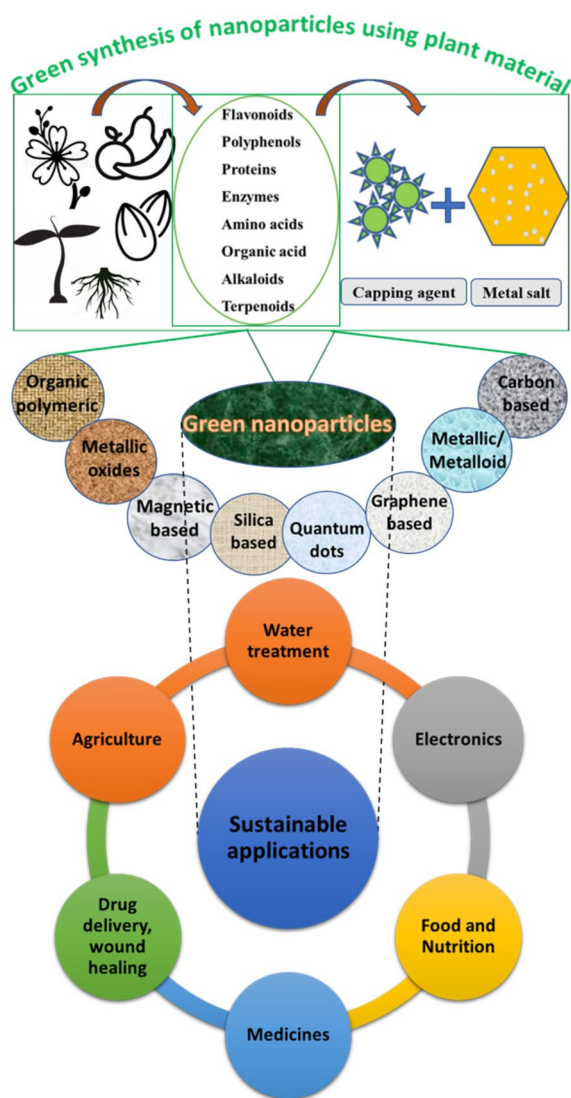 Green synthesis of nanoparticles using plant material
Flavonoids
Polyphenols
Proteins
Enzymes
Amino acids
Organic acid
Alkaloids
Terpenoids
Capping agent
Metal salt
Organic
polymeric
Metallic
oxides
Magnetic
based
Silica
based
Quantum
dots
Graphene
based
Metallic/
Metalloid
Carbon
based
Green nanoparticles
Water
treatment
Agriculture
Electronics
Sustainable
applications
Drug
delivery,
wound
healing
Food and
Nutrition
Medicines